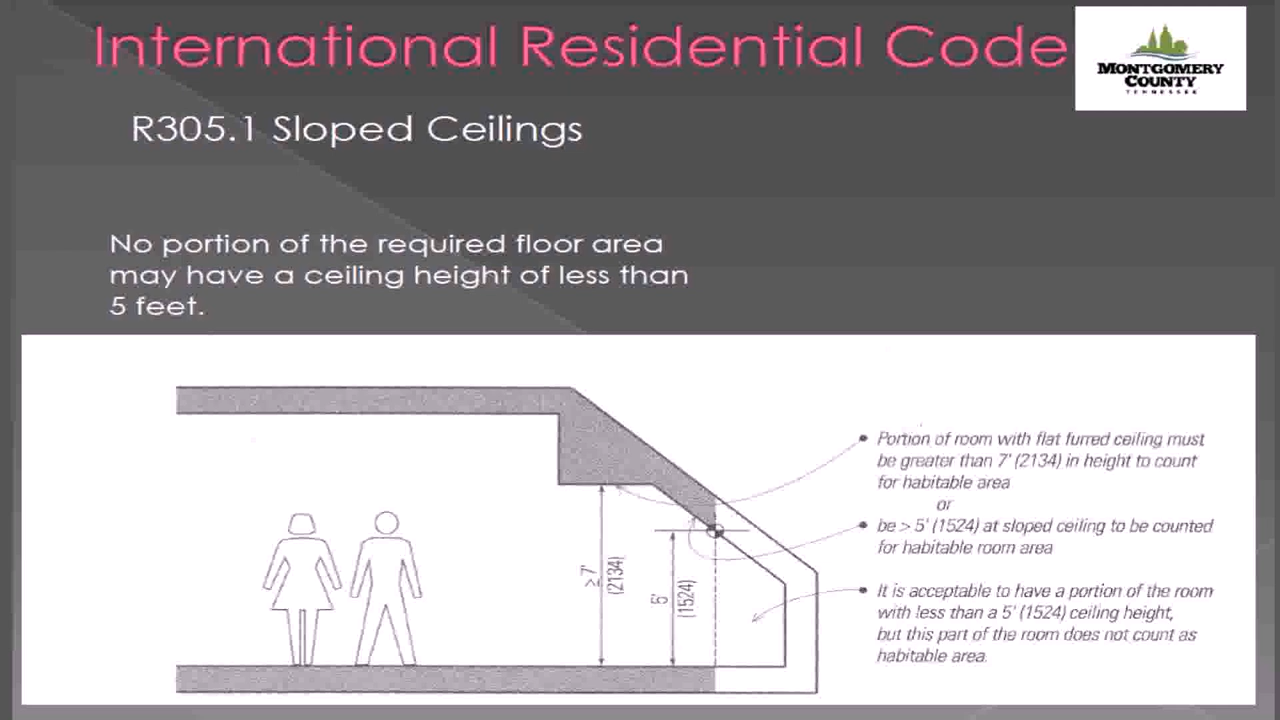 International Residential Code
MONTGOMERY
COUNTY
TENNESSEE
R305.1 Sloped Ceilings
No portion of the required floor area
may have a ceiling height of less than
5 feet.
Portion of room with flat furred ceiling must
be greater than 7' (2134) in height to count
for habitable area
or
be > 5' (1524) at sloped ceiling to be counted
for habitable room area
It is acceptable to have a portion of the room
with less than a 5' (1524) ceiling height,
but this part of the room does not count as
habitable area.
≥ 7'
(2134)
5'
(1524)